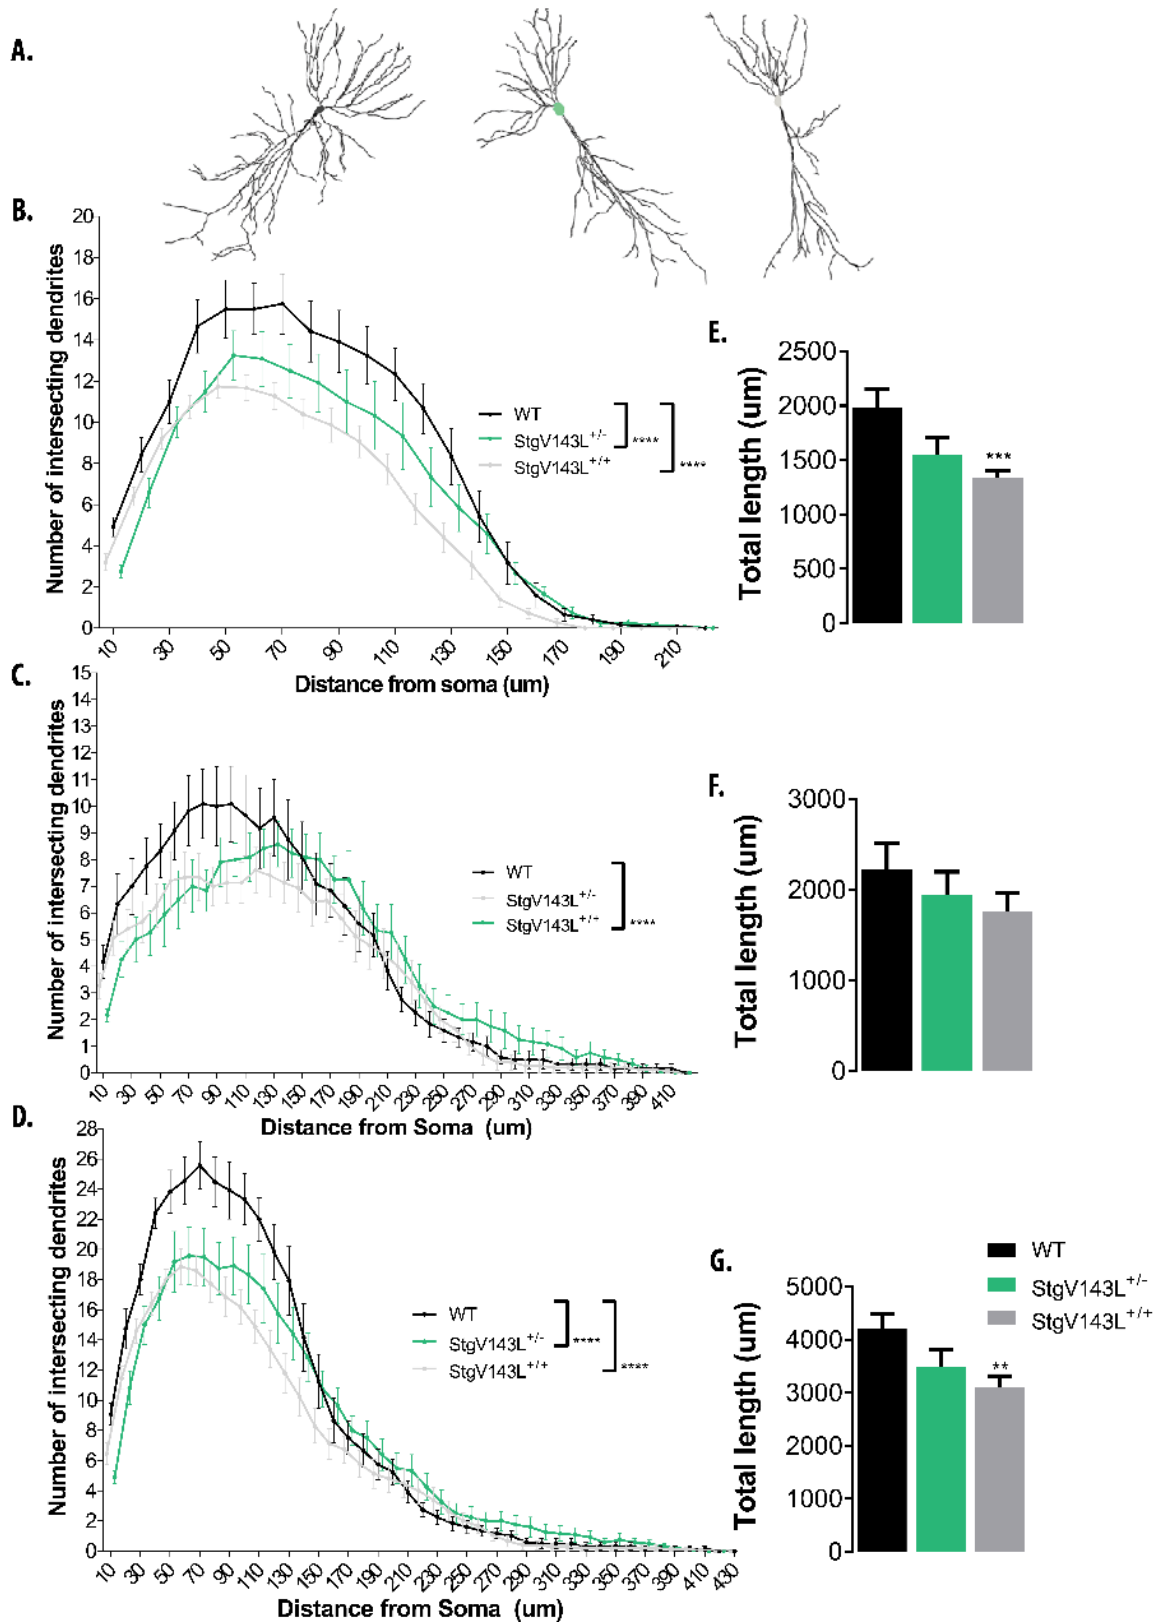 A.
B.
Number of intersecting dendrites
20
18
16
14
12
10
8
6
4
2
0
10 30 50 70 90 110 130 150 170 190 210
Distance from soma (um)
WT
StgV143L+/-
StgV143L+/+
****
****
E.
Total length (um)
2500
2000
1500
1000
500
0
***
C.
Number of intersecting dendrites
15
14
13
12
11
10
9
8
7
6
5
4
3
2
1
0
10 30 50 70 90 110 130 150 170 190 210 230 250 270 290 310 330 350 370 390 410
Distance from Soma (um)
WT
StgV143L+/-
StgV143L+/+
****
F.
Total length (um)
3000
2000
1000
0
D.
Number of intersecting dendrites
28
26
24
22
20
18
16
14
12
10
8
6
4
2
0
10 30 50 70 90 110 130 150 170 190 210 230 250 270 290 310 330 350 370 390 410 430
Distance from Soma (um)
WT
StgV143L+/-
StgV143L+/+
****
****
G.
WT
StgV143L+/-
StgV143L+/+
Total length (um)
5000
4000
3000
2000
1000
0
**